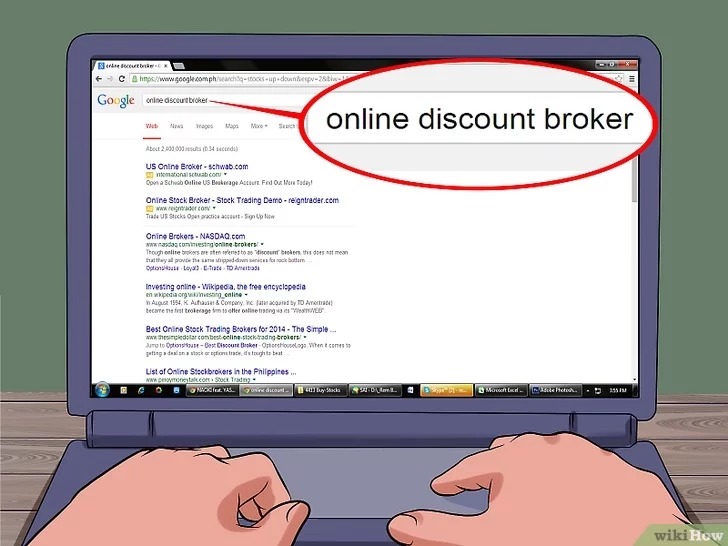 online discount broker - G
https://www.google.com.ph/search?q=stocks+up+down&espv=2&biw=1
Google
online discount broker
online discount broker
Web News Images Maps More Search
About 2,400,000 results (0.34 seconds)
US Online Broker - schwab.com
international.schwab.com/
Open a Schwab Online US Brokerage Account. Find Out More Today!
Online Stock Broker - Stock Trading Demo - reigntrader.com
www.reigntrader.com/
Trade US Stocks Open practice account - Sign Up Now
Online Brokers - NASDAQ.com
www.nasdaq.com/investing/online-brokers/
Though online brokers are often referred to as "discount" brokers, this does not mean
that they all provide the same stripped-down services for rock bottom ...
OptionsHouse - Loyal3 - E-Trade - TD Ameritrade
Investing online - Wikipedia, the free encyclopedia
en.wikipedia.org/wiki/Investing_online
In August 1994, K. Aufhauser & Company, Inc. (later acquired by TD Ameritrade)
became the first brokerage firm to offer online trading via its "WealthWEB".
Best Online Stock Trading Brokers for 2014 - The Simple ...
www.thesimpledollar.com/best-online-stock-trading-brokers/
Jump to OptionsHouse – Best Discount Broker - OptionsHouseLogo. When it comes to
getting a deal on a stock or options trade, it's tough to beat ...
List of Online Stockbrokers in the Philippines ...
www.pinoymoneytalk.com › Stock Trading
NACKI feat. YAS... online discount ... 4413 Buy-Stocks SAI - D:\_Rem B... Skype™ [2] - Microsoft Excel ... Adobe Photosh... 3:55 PM
wikiHow